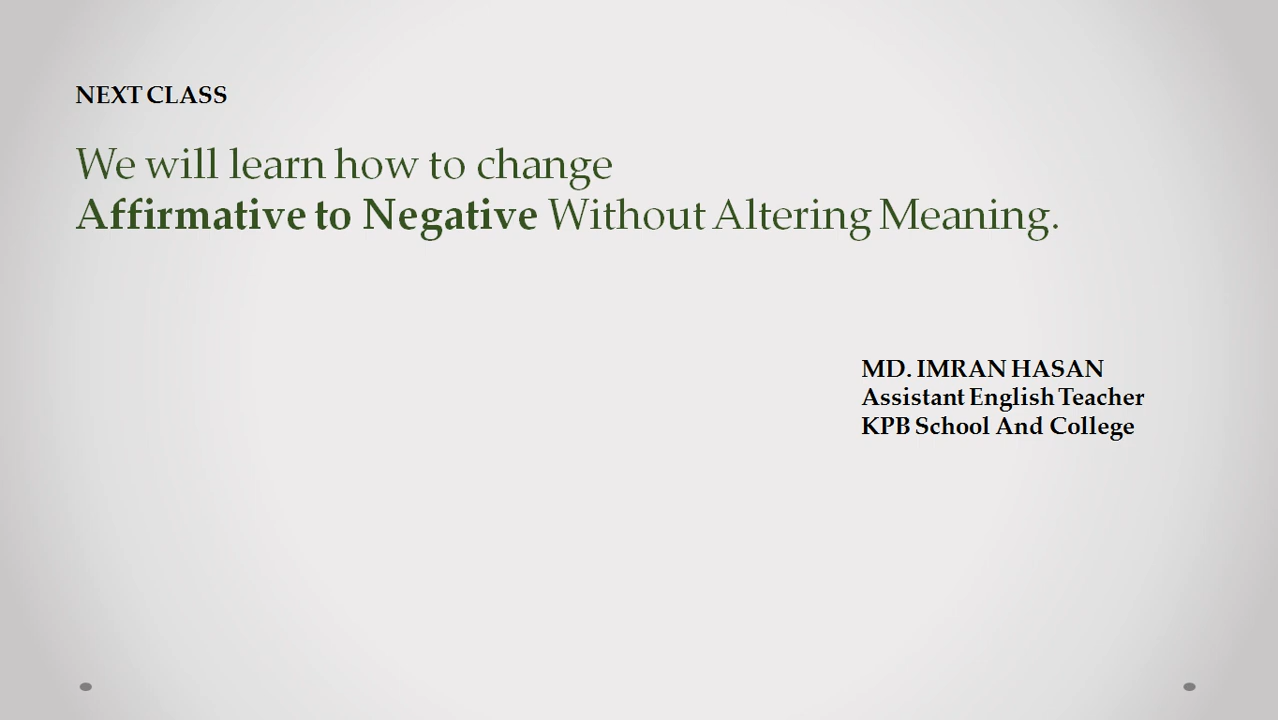 NEXT CLASS
We will learn how to change
Affirmative to Negative Without Altering Meaning.
MD. IMRAN HASAN
Assistant English Teacher
KPB School And College